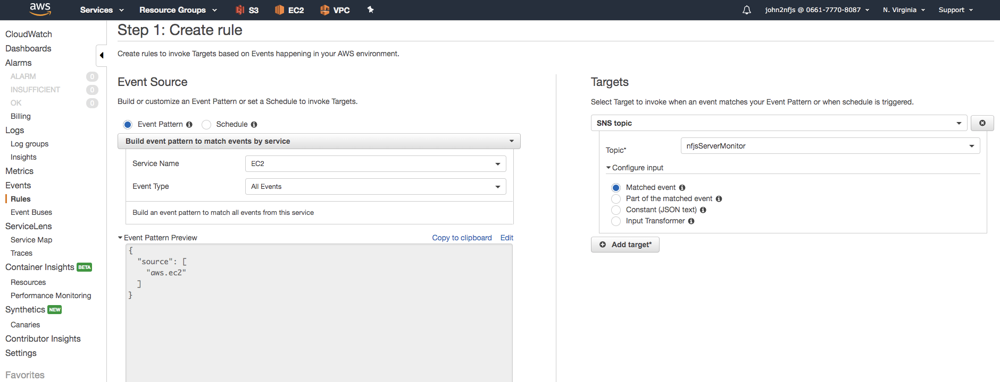 aws Services Resource Groups S3 EC2 VPC john2nfjs @ 0661-7770-8087 N. Virginia Support
CloudWatch
Dashboards
Alarms
ALARM 0
INSUFFICIENT 0
OK 0
Billing
Logs
Log groups
Insights
Metrics
Events
Rules
Event Buses
ServiceLens
Service Map
Traces
Container Insights BETA
Resources
Performance Monitoring
Synthetics NEW
Canaries
Contributor Insights
Settings
Favorites
Step 1: Create rule
Create rules to invoke Targets based on Events happening in your AWS environment.
Event Source
Build or customize an Event Pattern or set a Schedule to invoke Targets.
Event Pattern Schedule
Build event pattern to match events by service
Service Name EC2
Event Type All Events
Build an event pattern to match all events from this service
Event Pattern Preview Copy to clipboard Edit
{
"source": [
"aws.ec2"
]
}
Targets
Select Target to invoke when an event matches your Event Pattern or when schedule is triggered.
SNS topic
Topic* nfjsServerMonitor
Configure input
Matched event
Part of the matched event
Constant (JSON text)
Input Transformer
Add target*